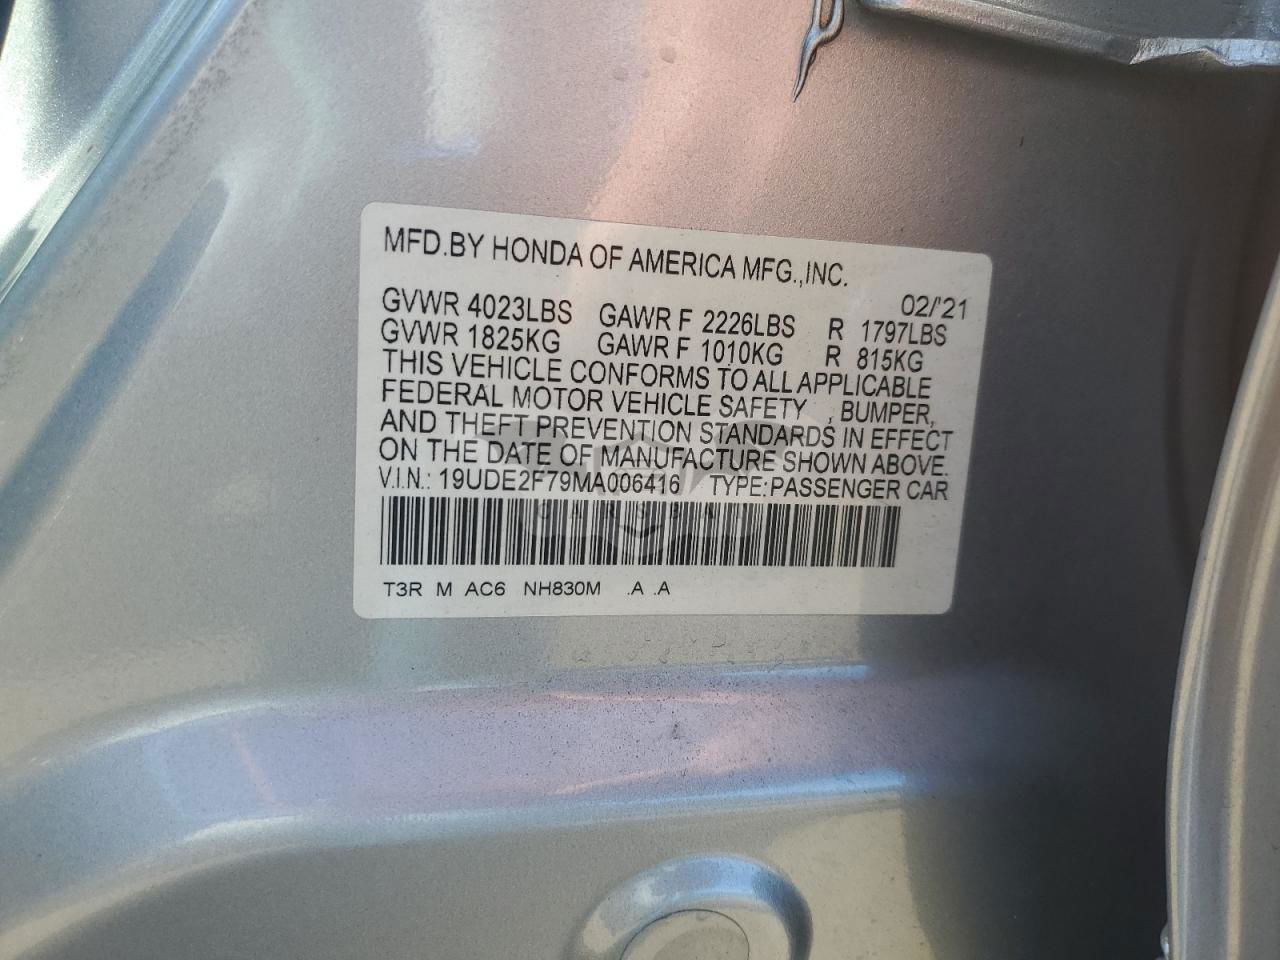 MFD.BY HONDA OF AMERICA MFG.,INC.
02/'21
GVWR 4023LBS GAWR F 2226LBS R 1797LBS
GVWR 1825KG GAWR F 1010KG R 815KG
THIS VEHICLE CONFORMS TO ALL APPLICABLE
FEDERAL MOTOR VEHICLE SAFETY , BUMPER,
AND THEFT PREVENTION STANDARDS IN EFFECT
ON THE DATE OF MANUFACTURE SHOWN ABOVE.
V.I.N.: 19UDE2F79MA006416 TYPE:PASSENGER CAR
T3R M AC6 NH830M .A .A